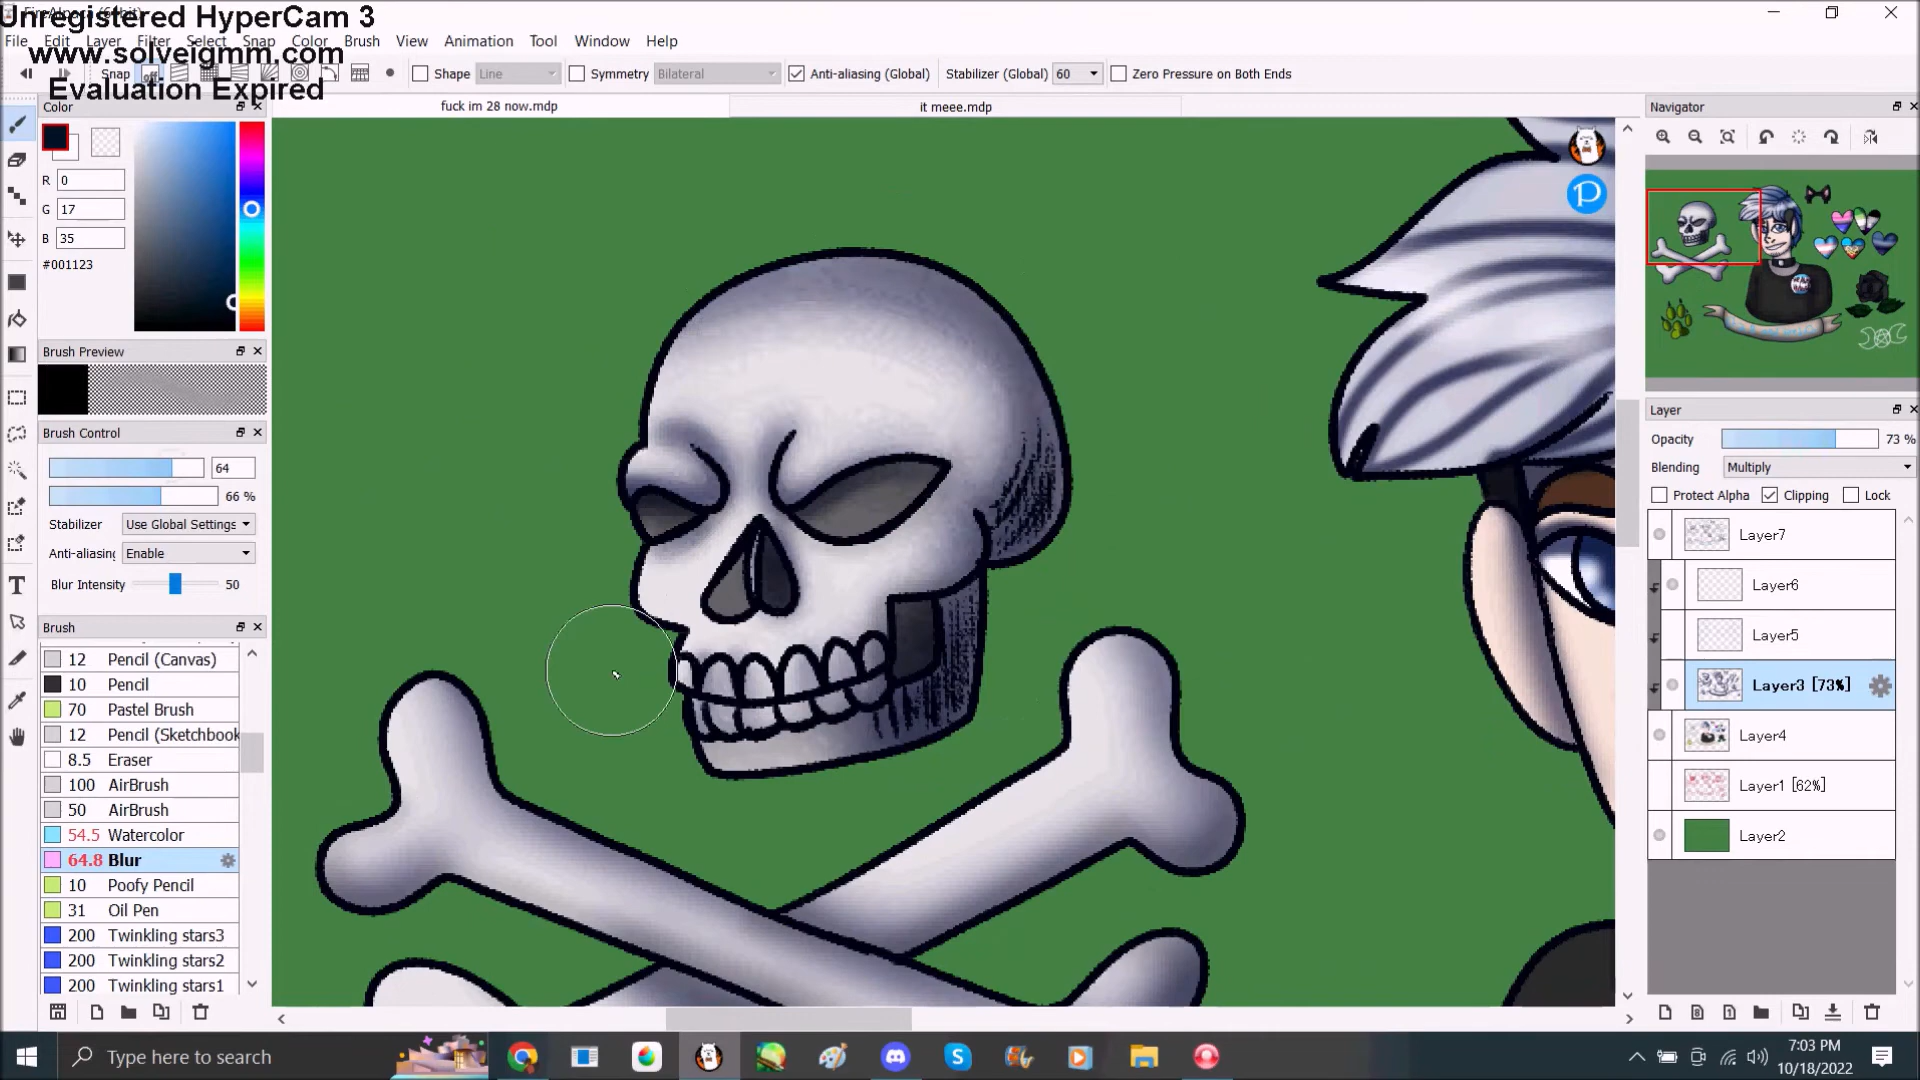 Unregistered HyperCam 3
www.solveigmm.com
Evaluation Expired
File Edit Layer Filter Select Snap Color Brush View Animation Tool Window Help
Snap off Shape Line Symmetry Bilateral Anti-aliasing (Global) Stabilizer (Global) 60 Zero Pressure on Both Ends
Color
fuck im 28 now.mdp
it meee.mdp
Navigator
R 0
G 17
B 35
#001123
Brush Preview
Brush Control
64
66 %
Stabilizer Use Global Settings
Anti-aliasing Enable
Blur Intensity 50
Brush
12 Pencil (Canvas)
10 Pencil
70 Pastel Brush
12 Pencil (Sketchbook
8.5 Eraser
100 AirBrush
50 AirBrush
54.5 Watercolor
64.8 Blur
10 Poofy Pencil
31 Oil Pen
200 Twinkling stars3
200 Twinkling stars2
200 Twinkling stars1
Layer
Opacity 73 %
Blending Multiply
Protect Alpha Clipping Lock
Layer7
Layer6
Layer5
Layer3 [73%]
Layer4
Layer1 [62%]
Layer2
Type here to search
7:03 PM
10/18/2022